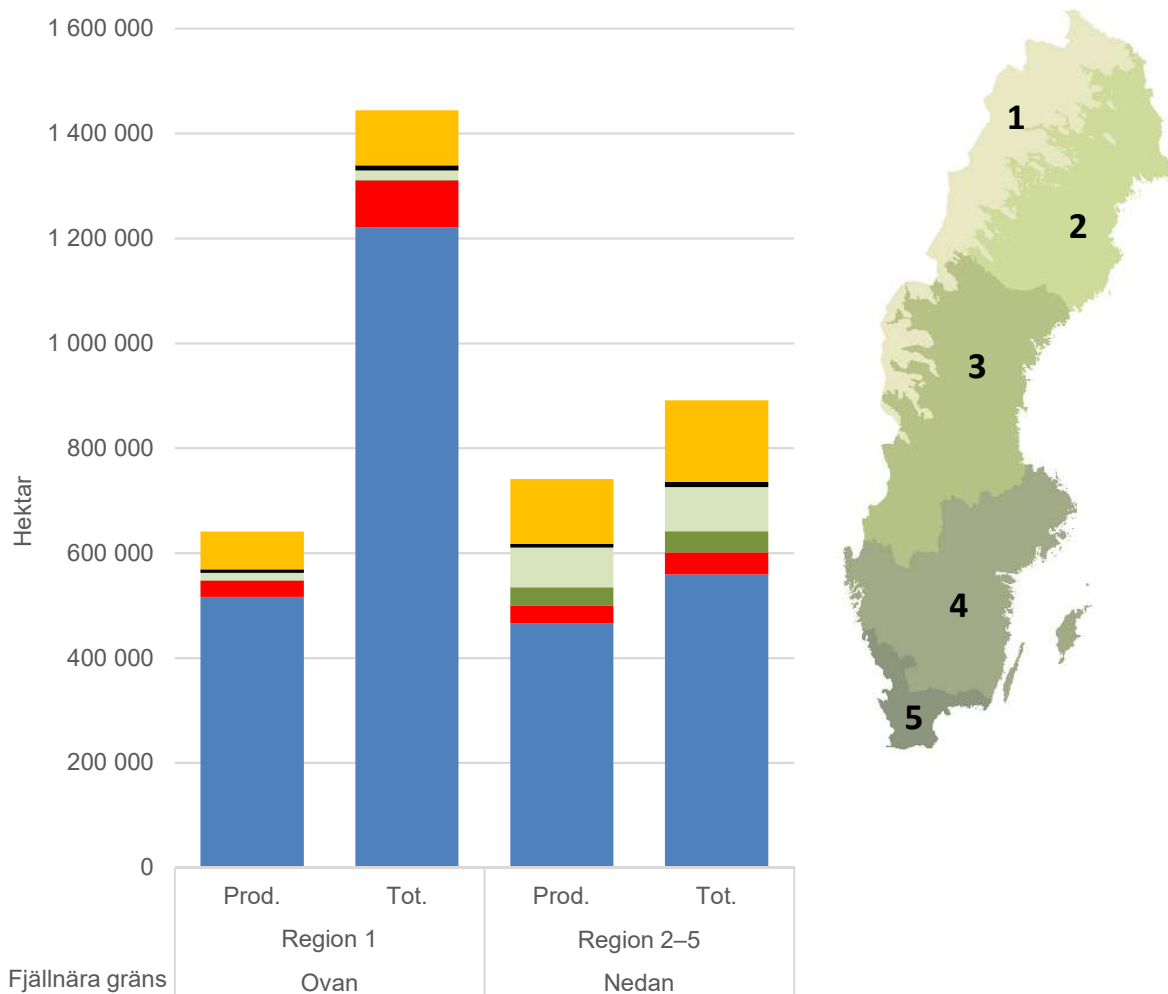 1 600 000
1 400 000
1 200 000
1 000 000
800 000
600 000
400 000
200 000
0
Hektar
Prod.
Tot.
Prod.
Tot.
Region 1
Region 2–5
Fjällnära gräns
Ovan
Nedan
1
2
3
4
5